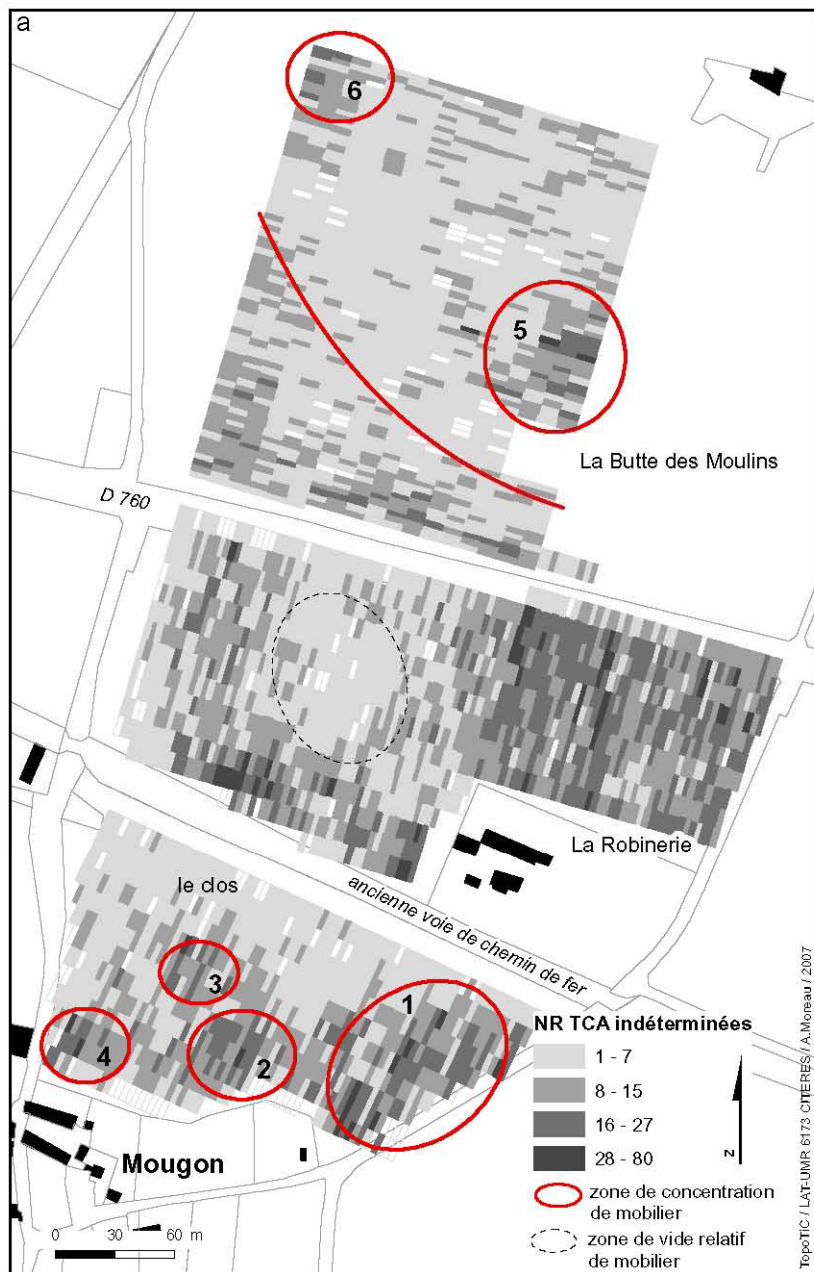 a
6
5
La Butte des Moulins
D 760
La Robinerie
ancienne voie de chemin de fer
le clos
3
1
4
2
Mougon
NR TCA indéterminées
1 - 7
8 - 15
16 - 27
28 - 80
N
zone de concentration
de mobilier
zone de vide relatif
de mobilier
0 30 60 m
TopoTiC / LAT-UMR 6173 CITERES / A.Moreau / 2007